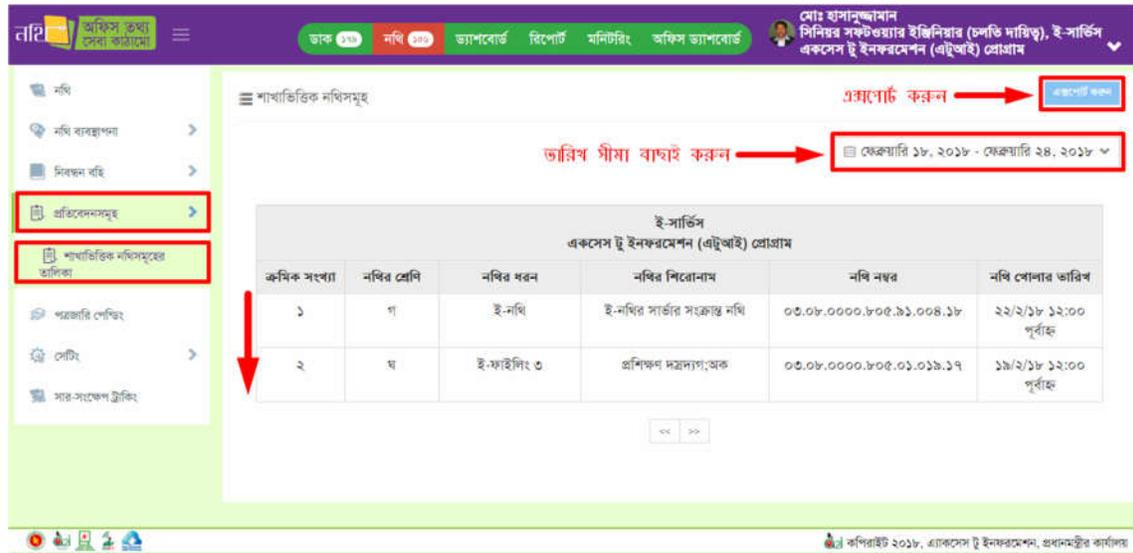 নথি অফিস তথ্য
সেবা কাঠামো
ডাক ১৭৯ নথি ১৫৬ ড্যাশবোর্ড রিপোর্ট মনিটরিং অফিস ড্যাশবোর্ড
মোঃ হাসানুজ্জামান
সিনিয়র সফটওয়্যার ইঞ্জিনিয়ার (চলতি দায়িত্ব), ই-সার্ভিস
একসেস টু ইনফরমেশন (এটুআই) প্রোগ্রাম
নথি
নথি ব্যবস্থাপনা
নিবন্ধন বহি
প্রতিবেদনসমূহ
শাখাভিত্তিক নথিসমূহের
তালিকা
পত্রজারি পেন্ডিং
সেটিং
সার-সংক্ষেপ ট্রাকিং
শাখাভিত্তিক নথিসমূহ
এক্সপোর্ট করুন
এক্সপোর্ট করুন
তারিখ সীমা বাছাই করুন
ফেব্রুয়ারি ১৮, ২০১৮ - ফেব্রুয়ারি ২৪, ২০১৮
ই-সার্ভিস
একসেস টু ইনফরমেশন (এটুআই) প্রোগ্রাম
ক্রমিক সংখ্যা নথির শ্রেণি নথির ধরন নথির শিরোনাম নথি নম্বর নথি খোলার তারিখ
১ গ ই-নথি ই-নথির সার্ভার সংক্রান্ত নথি ০৩.০৮.০০০০.৮০৫.৯১.০০৪.১৮ ২২/২/১৮ ১২:০০
পূর্বাহ্ন
২ ঘ ই-ফাইলিং ৩ প্রশিক্ষণ ০৩.০৮.০০০০.৮০৫.০১.০১৯.১৭ ১৯/২/১৮ ১২:০০
পূর্বাহ্ন
<< >>
কপিরাইট ২০১৮, এ্যাকসেস টু ইনফরমেশন, প্রধানমন্ত্রীর কার্যালয়